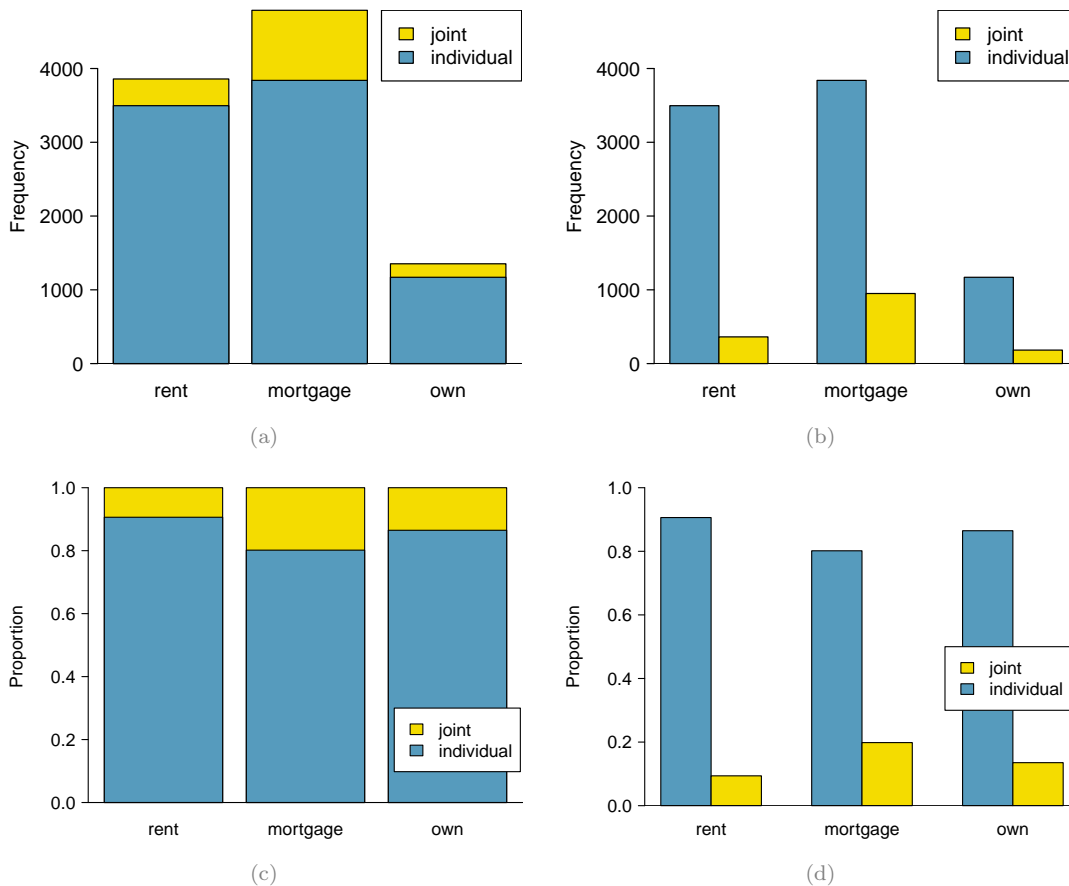 joint
individual
4000
3000
2000
1000
0
Frequency
rent mortgage own
(a)
joint
individual
4000
3000
2000
1000
0
Frequency
rent mortgage own
(b)
1.0
0.8
0.6
0.4
0.2
0.0
Proportion
joint
individual
rent mortgage own
(c)
1.0
0.8
0.6
0.4
0.2
0.0
Proportion
joint
individual
rent mortgage own
(d)